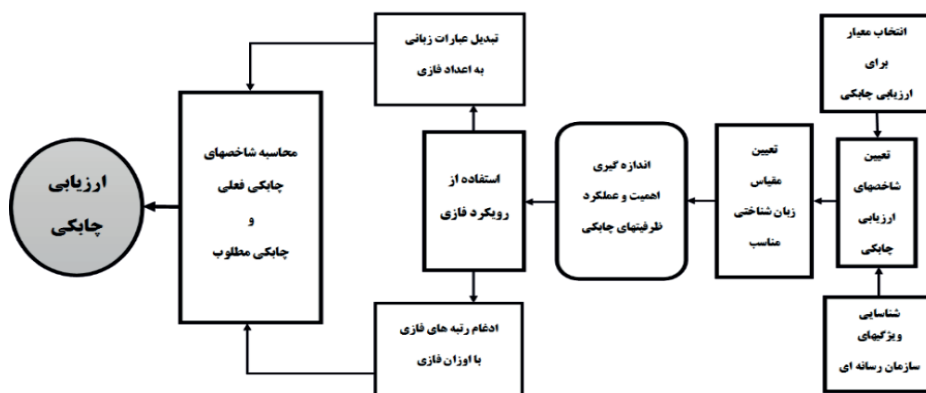 انتخاب معیار
برای
ارزیابی چابکی
تعیین
شاخصهای
ارزیابی
چابکی
شناسایی
ویژگیهای
سازمان رسانه ای
تعیین
مقیاس
زبان شناختی
مناسب
اندازه گیری
اهمیت و عملکرد
ظرفیتهای چابکی
استفاده از
رویکرد فازی
تبدیل عبارات زبانی
به اعداد فازی
ادغام رتبه های فازی
با اوزان فازی
محاسبه شاخصهای
چابکی فعلی
و
چابکی مطلوب
ارزیابی
چابکی